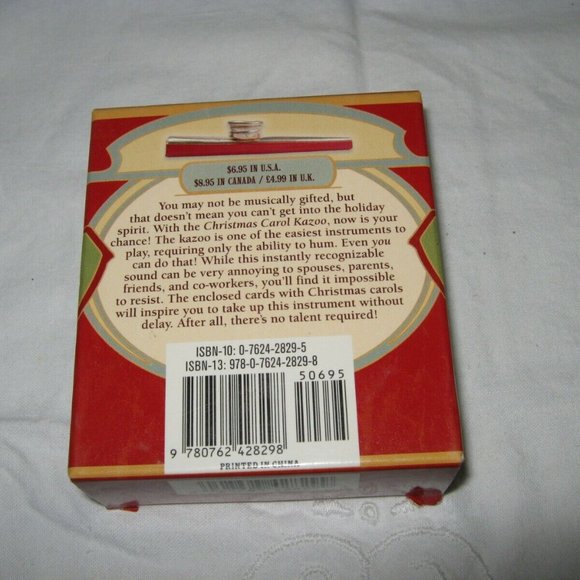 $6.95 IN U.S.A.
$8.95 IN CANADA / £4.99 IN U.K.
You may not be musically gifted, but
that doesn't mean you can't get into the holiday
spirit. With the Christmas Carol Kazoo, now is your
chance! The kazoo is one of the easiest instruments to
play, requiring only the ability to hum. Even you
can do that! While this instantly recognizable
sound can be very annoying to spouses, parents,
friends, and co-workers, you'll find it impossible
to resist. The enclosed cards with Christmas carols
will inspire you to take up this instrument without
delay. After all, there's no talent required!
ISBN-10: 0-7624-2829-5
ISBN-13: 978-0-7624-2829-8
50695
9 780762 428298
PRINTED IN CHINA